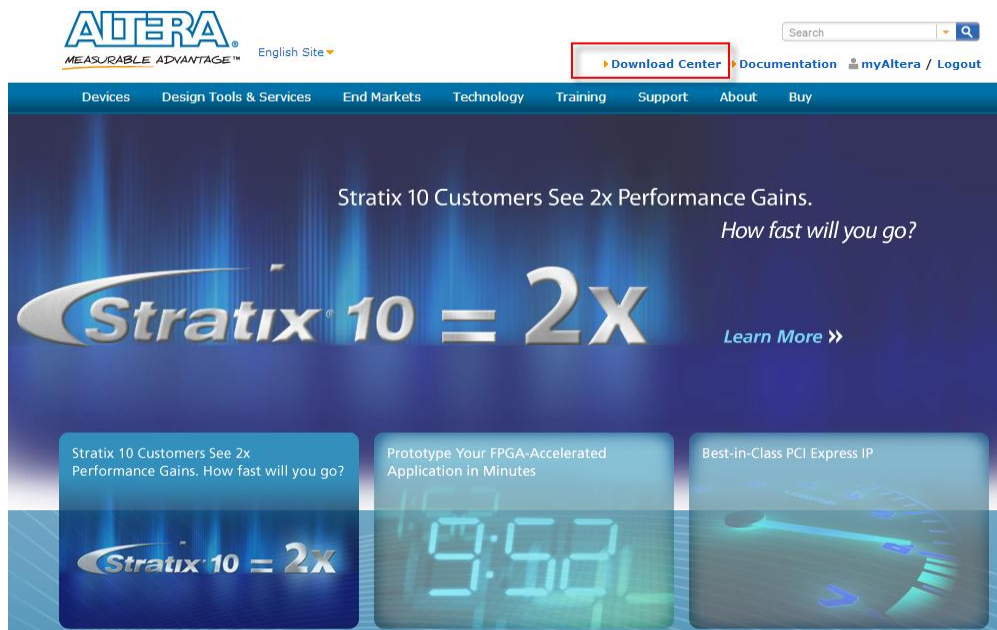 ALTERA®
MEASURABLE ADVANTAGE™
English Site
Search
Download Center
Documentation
myAltera / Logout
Devices
Design Tools & Services
End Markets
Technology
Training
Support
About
Buy
Stratix 10 Customers See 2x Performance Gains.
How fast will you go?
Stratix® 10 = 2x
Learn More »
Stratix 10 Customers See 2x
Performance Gains. How fast will you go?
Stratix 10 = 2x
Prototype Your FPGA-Accelerated
Application in Minutes
9:52
Best-in-Class PCI Express IP